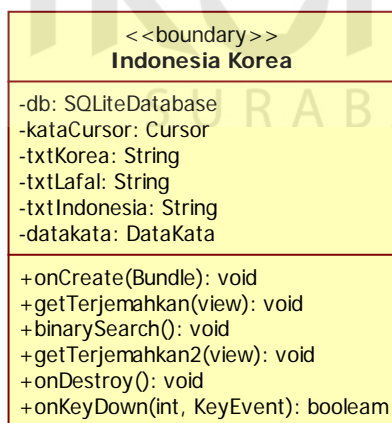 <<boundary>>
Indonesia Korea
-db: SQLiteDatabase
-kataCursor: Cursor
-txtKorea: String
-txtLafal: String
-txtIndonesia: String
-datakata: DataKata
+onCreate(Bundle): void
+getTerjemahkan(view): void
+binarySearch(): void
+getTerjemahkan2(view): void
+onDestroy(): void
+onKeyDown(int, KeyEvent): booleam